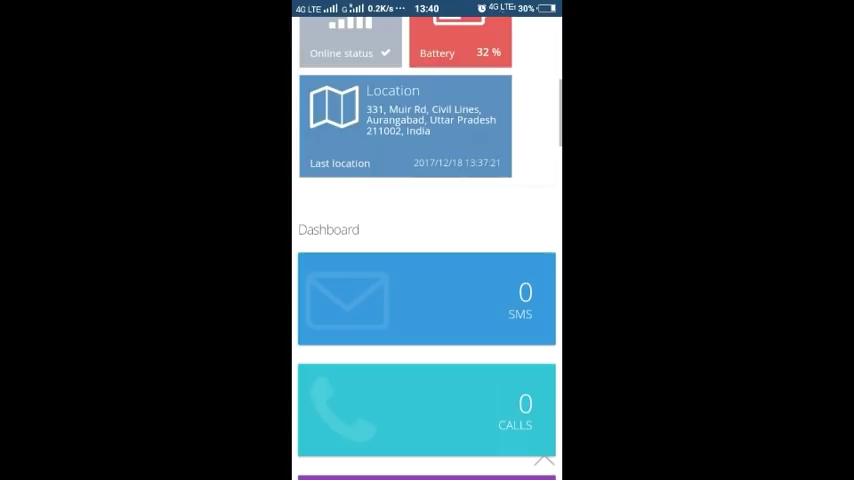 4G LTE G 0.2K/s ··· 13:40 4G LTE 30%
Online status
Battery 32 %
Location
331, Muir Rd, Civil Lines,
Aurangabad, Uttar Pradesh
211002, India
Last location 2017/12/18 13:37:21
Dashboard
0
SMS
0
CALLS